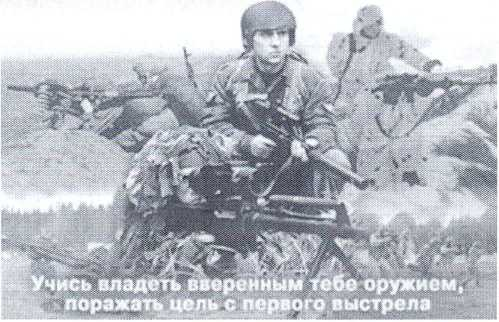 Учись владеть вверенным тебе оружием,
поражать цель с первого выстрела